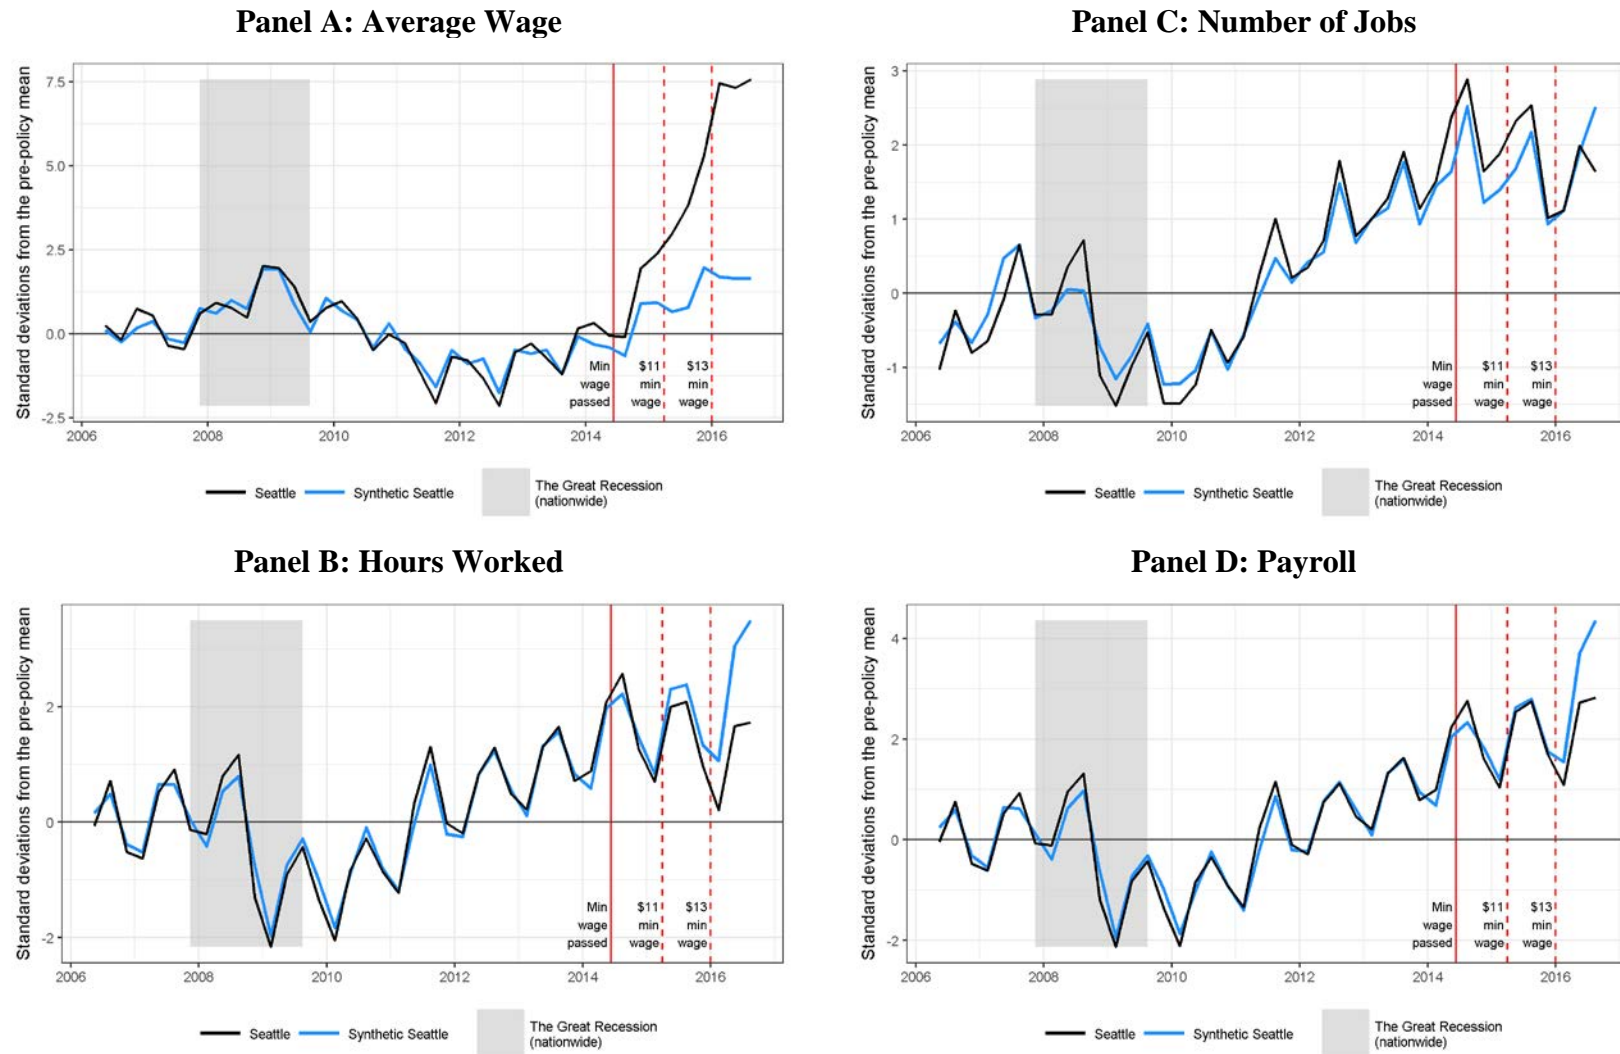 Panel A: Average Wage
Standard deviations from the pre-policy mean
7.5
5.0
2.5
0.0
-2.5
Min
wage
passed
$11
min
wage
$13
min
wage
2006 2008 2010 2012 2014 2016
Seattle Synthetic Seattle The Great Recession
(nationwide)
Panel C: Number of Jobs
Standard deviations from the pre-policy mean
3
2
1
0
-1
Min
wage
passed
$11
min
wage
$13
min
wage
2006 2008 2010 2012 2014 2016
Seattle Synthetic Seattle The Great Recession
(nationwide)
Panel B: Hours Worked
Standard deviations from the pre-policy mean
2
0
-2
Min
wage
passed
$11
min
wage
$13
min
wage
2006 2008 2010 2012 2014 2016
Seattle Synthetic Seattle The Great Recession
(nationwide)
Panel D: Payroll
Standard deviations from the pre-policy mean
4
2
0
-2
Min
wage
passed
$11
min
wage
$13
min
wage
2006 2008 2010 2012 2014 2016
Seattle Synthetic Seattle The Great Recession
(nationwide)